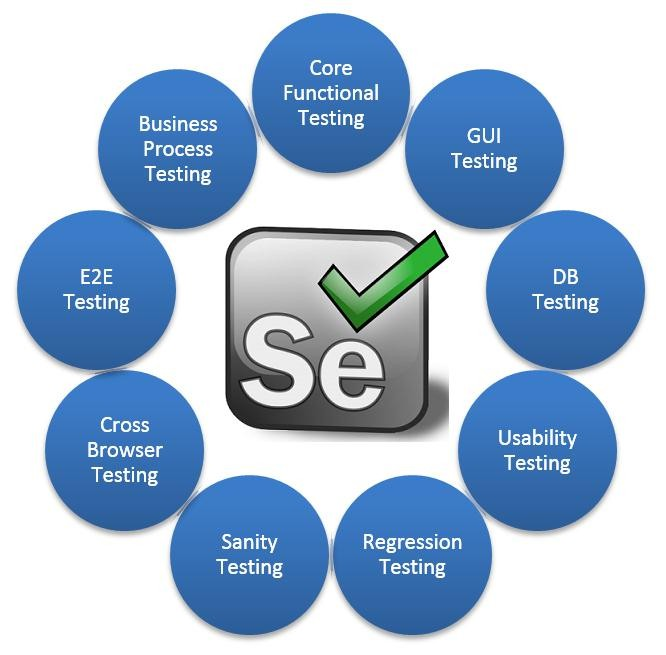 Core
Functional
Testing
GUI
Testing
DB
Testing
Usability
Testing
Regression
Testing
Sanity
Testing
Cross
Browser
Testing
E2E
Testing
Business
Process
Testing
Se